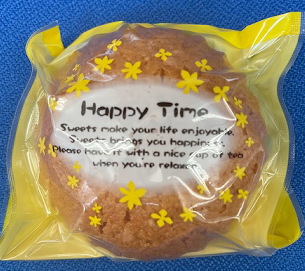 Happy Time
Sweets make your life enjoyable.
Sweets brings you happiness.
Please have it with a nice cup of tea
when you're relaxed.